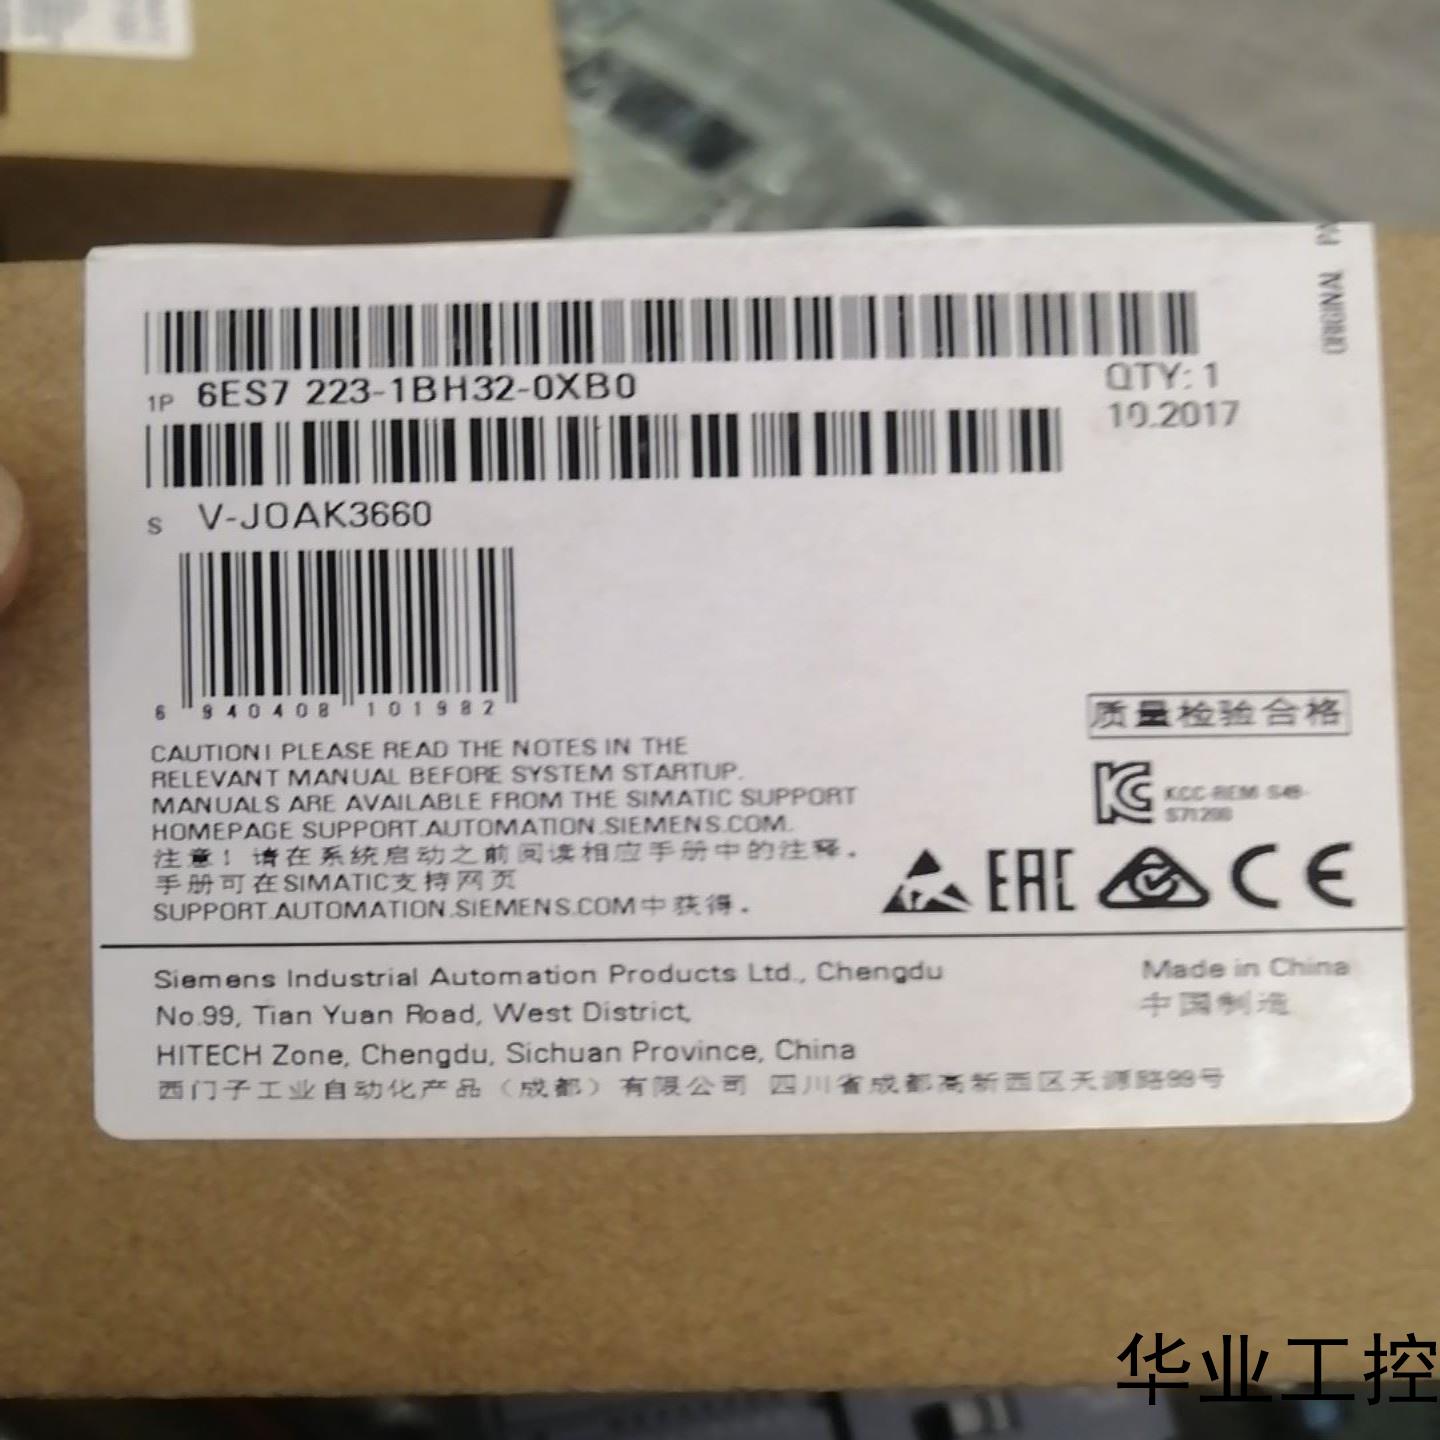 1P 6ES7 223-1BH32-0XB0
QTY: 1
10.2017
S V-JOAK3660
6 940408 101982
CAUTION! PLEASE READ THE NOTES IN THE
RELEVANT MANUAL BEFORE SYSTEM STARTUP.
MANUALS ARE AVAILABLE FROM THE SIMATIC SUPPORT
HOMEPAGE SUPPORT.AUTOMATION.SIEMENS.COM.
注意！请在系统启动之前阅读相应手册中的注释。
手册可在SIMATIC支持网页
SUPPORT.AUTOMATION.SIEMENS.COM中获得。
ORIGINAL
质量检验合格
KCC-REM-S49-
S71200
EAC
CE
Siemens Industrial Automation Products Ltd., Chengdu
No.99, Tian Yuan Road, West District,
HITECH Zone, Chengdu, Sichuan Province, China
西门子工业自动化产品（成都）有限公司 四川省成都高新西区天源路99号
Made in China
中国制造
华业工控